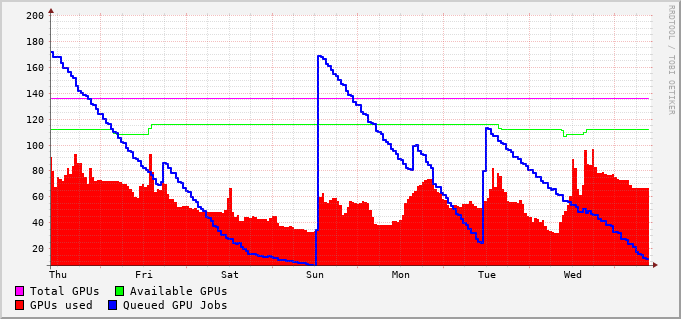 200
180
160
140
120
100
80
60
40
20
Thu Fri Sat Sun Mon Tue Wed
Total GPUs Available GPUs
GPUs used Queued GPU Jobs
RRDTOOL / TOBI OETIKER